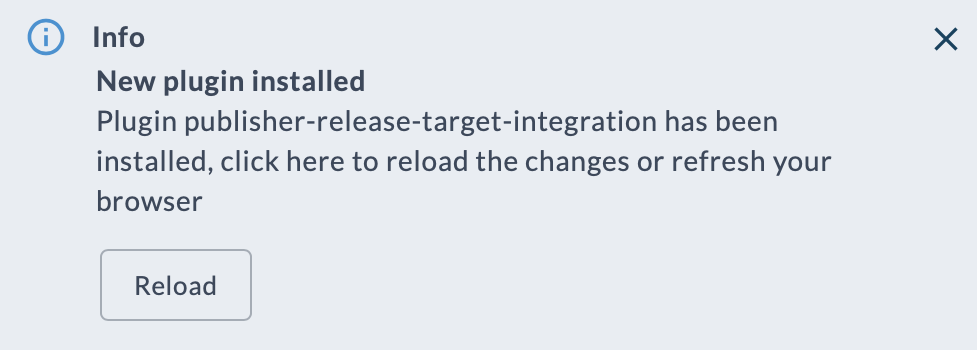 Info
New plugin installed
Plugin publisher-release-target-integration has been
installed, click here to reload the changes or refresh your
browser
Reload